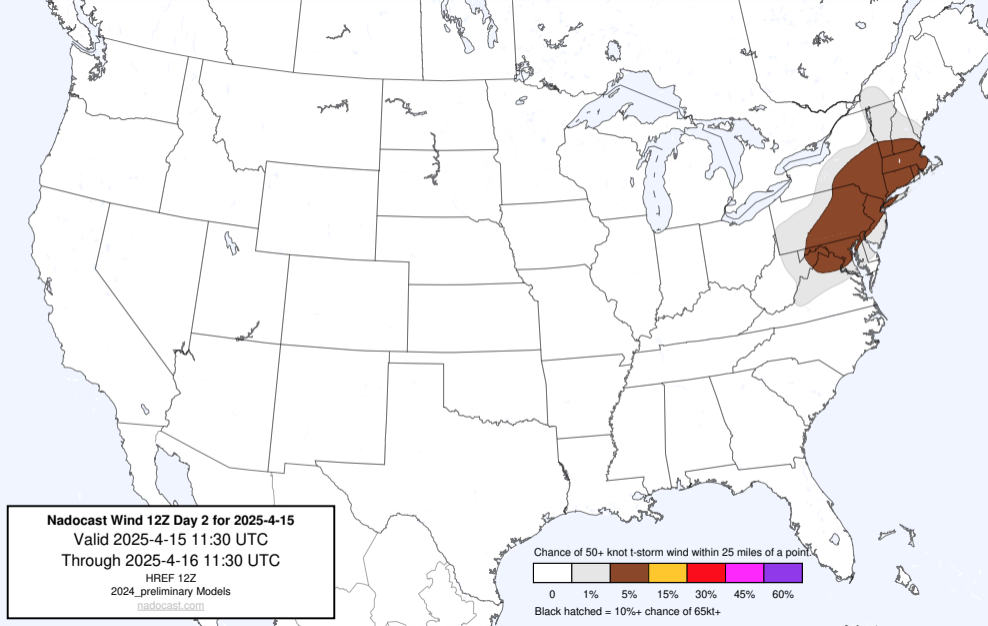 Nadocast Wind 12Z Day 2 for 2025-4-15
Valid 2025-4-15 11:30 UTC
Through 2025-4-16 11:30 UTC
HREF 12Z
2024_preliminary Models
nadocast.com
Chance of 50+ knot t-storm wind within 25 miles of a point.
0 1% 5% 15% 30% 45% 60%
Black hatched = 10%+ chance of 65kt+